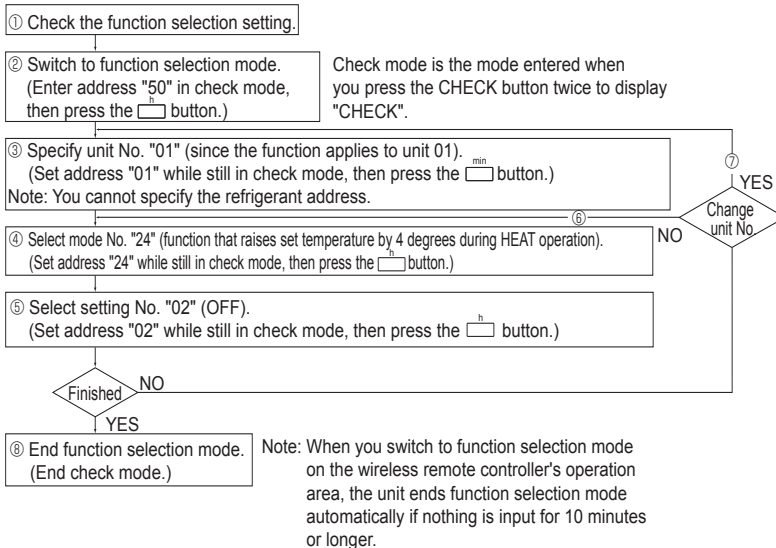 ① Check the function selection setting.
② Switch to function selection mode.
(Enter address "50" in check mode,
then press the h button.)
Check mode is the mode entered when
you press the CHECK button twice to display
"CHECK".
③ Specify unit No. "01" (since the function applies to unit 01).
(Set address "01" while still in check mode, then press the min button.)
Note: You cannot specify the refrigerant address.
⑦
YES
Change
unit No.
NO
⑥
④ Select mode No. "24" (function that raises set temperature by 4 degrees during HEAT operation).
(Set address "24" while still in check mode, then press the h button.)
⑤ Select setting No. "02" (OFF).
(Set address "02" while still in check mode, then press the h button.)
Finished
NO
YES
⑧ End function selection mode.
(End check mode.)
Note: When you switch to function selection mode
on the wireless remote controller's operation
area, the unit ends function selection mode
automatically if nothing is input for 10 minutes
or longer.